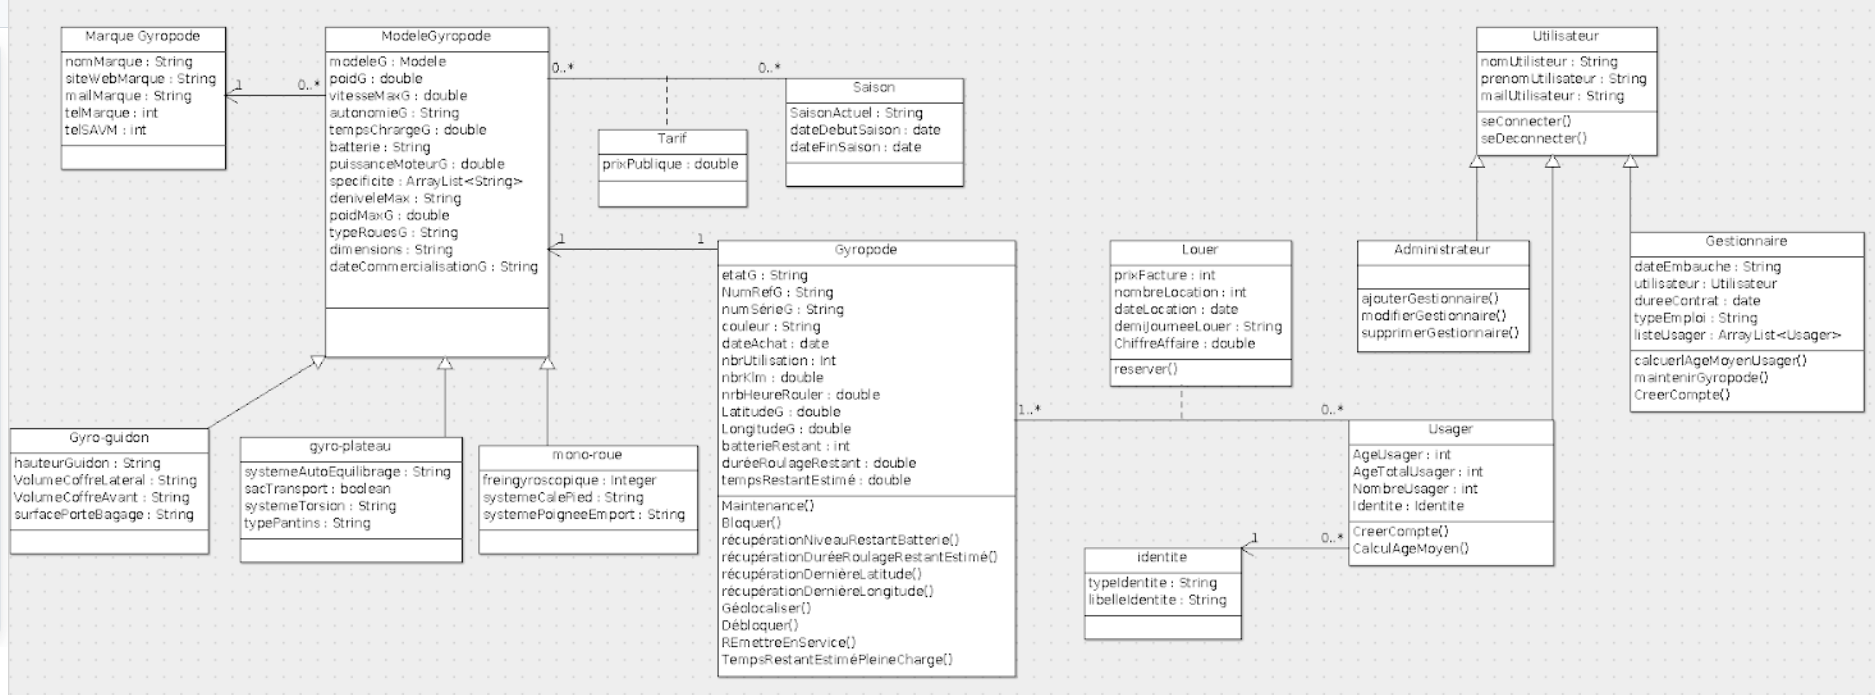 Marque Gyropode
nomMarque : String
siteWebMarque : String
mailMarque : String
telMarque : int
telSAVM : int
1
0..*
ModeleGyropode
modeleG : Modele
poidG : double
vitesseMaxG : double
autonomieG : String
tempsChrargeG : double
batterie : String
puissanceMoteurG : double
specificite : ArrayList<String>
deniveleMax : String
poidMaxG : double
typeRouesG : String
dimensions : String
dateCommercialisationG : String
0..*
0..*
Tarif
prixPublique : double
Saison
SaisonActuel : String
dateDebutSaison : date
dateFinSaison : date
1
1
Gyro-guidon
hauteurGuidon : String
VolumeCoffreLateral : String
VolumeCoffreAvant : String
surfacePorteBagage : String
gyro-plateau
systemeAutoEquilibrage : String
sacTransport : boolean
systemeTorsion : String
typePantins : String
mono-roue
freingyroscopique : Integer
systemeCalePied : String
systemePoigneeEmport : String
Gyropode
etatG : String
NumRefG : String
numSérieG : String
couleur : String
dateAchat : date
nbrUtilisation : int
nbrKlm : double
nrbHeureRouler : double
LatitudeG : double
LongitudeG : double
batterieRestant : int
duréeRoulageRestant : double
tempsRestantEstimé : double
Maintenance()
Bloquer()
récupérationNiveauRestantBatterie()
récupérationDuréeRoulageRestantEstimé()
récupérationDernièreLatitude()
récupérationDernièreLongitude()
Géolocaliser()
Débloquer()
REmettreEnService()
TempsRestantEstiméPleineCharge()
Louer
prixFacture : int
nombreLocation : int
dateLocation : date
demiJourneeLouer : String
ChiffreAffaire : double
reserver()
1..*
0..*
Utilisateur
nomUtilisteur : String
prenomUtilisateur : String
mailUtilisateur : String
seConnecter()
seDeconnecter()
Administrateur
ajouterGestionnaire()
modifierGestionnaire()
supprimerGestionnaire()
Gestionnaire
dateEmbauche : String
utilisateur : Utilisateur
dureeContrat : date
typeEmploi : String
listeUsager : ArrayList<Usager>
calcuerlAgeMoyenUsager()
maintenirGyropode()
CreerCompte()
Usager
AgeUsager : int
AgeTotalUsager : int
NombreUsager : int
Identite : Identite
CreerCompte()
CalculAgeMoyen()
1
0..*
identite
typeIdentite : String
libelleIdentite : String